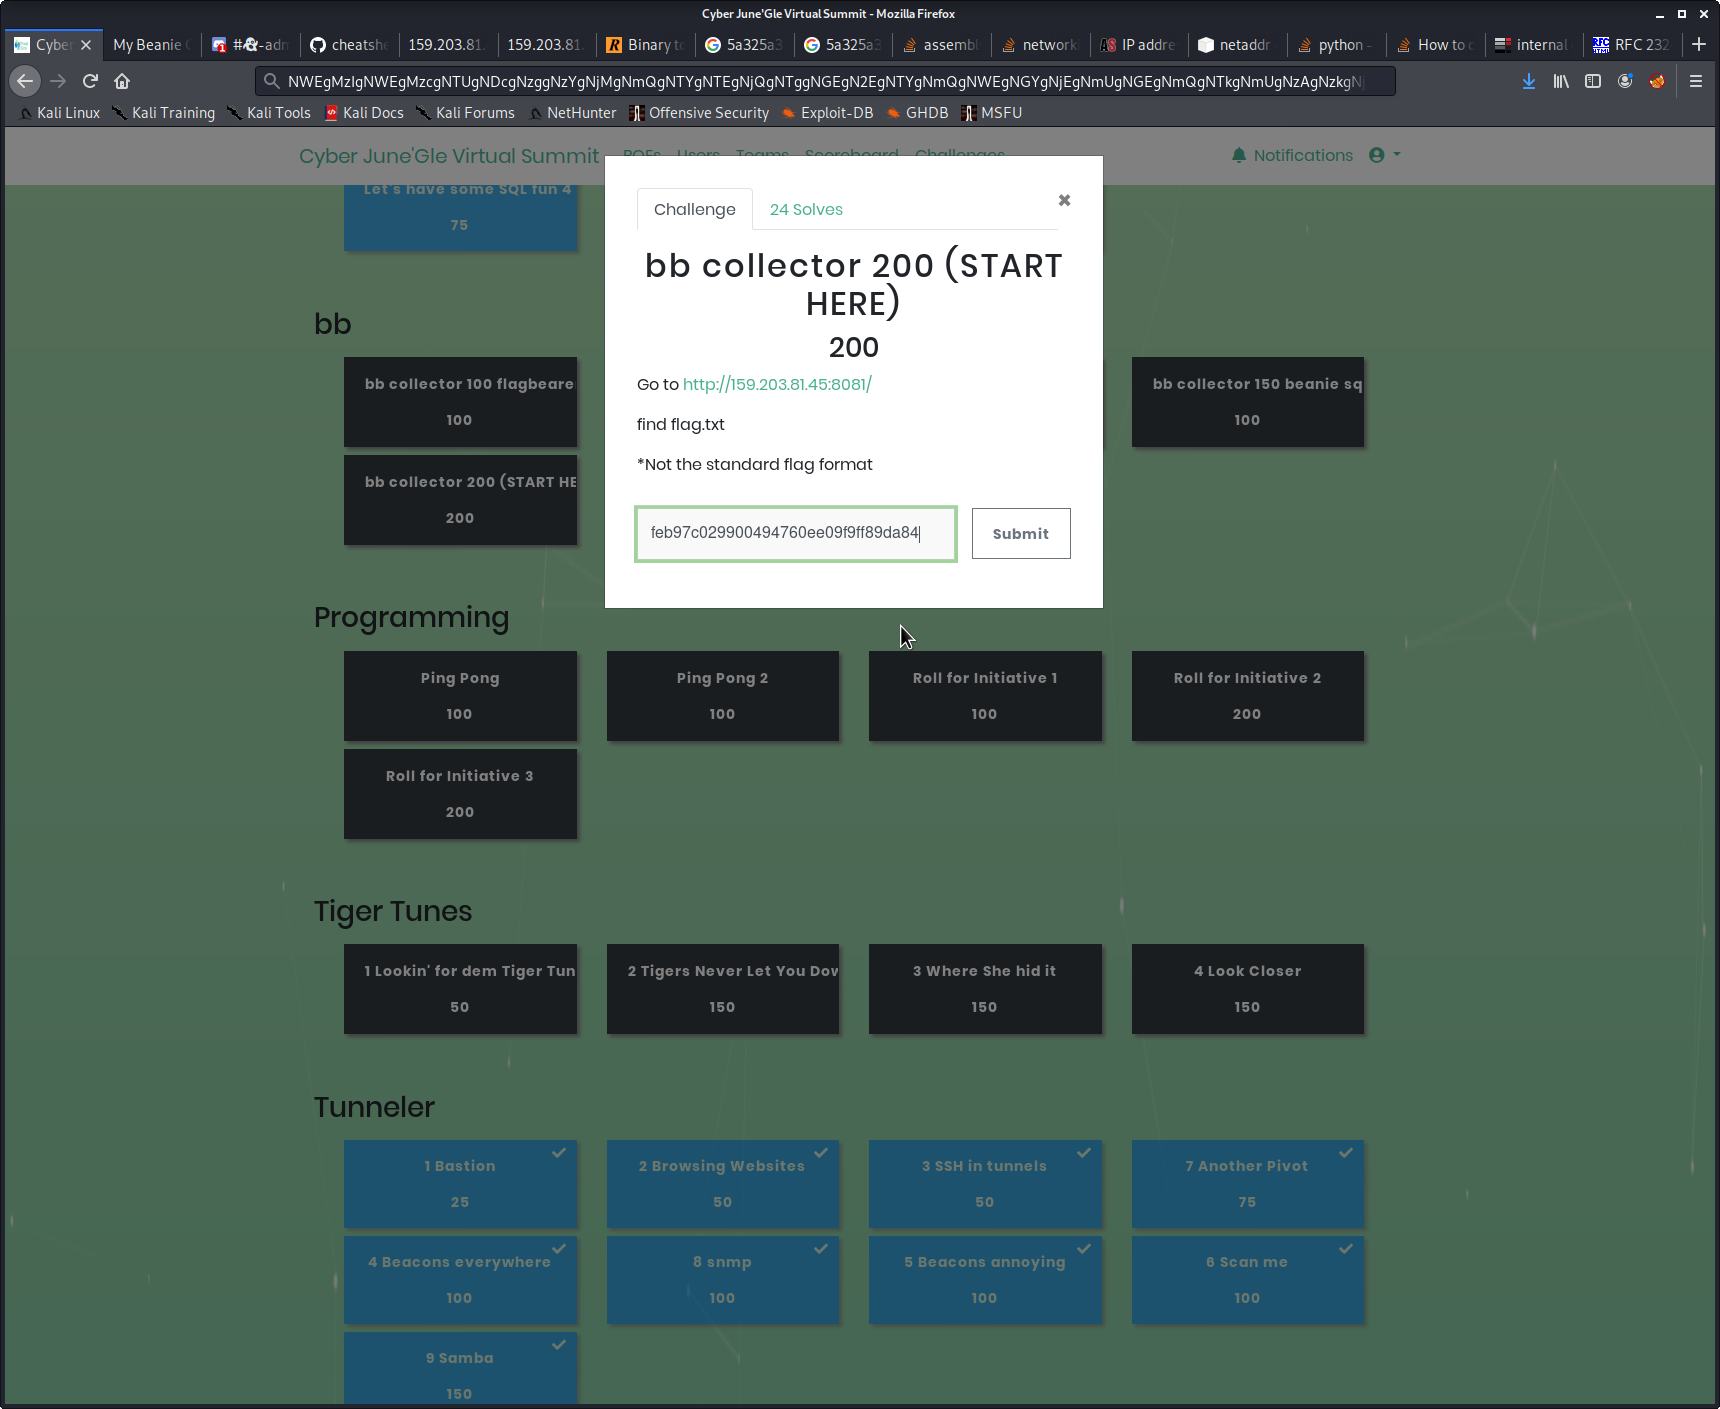 Cyber June'Gle Virtual Summit - Mozilla Firefox
Cyber
My Beanie
cheatshe
159.203.81.
159.203.81.
Binary to
5a325a3
5a325a3
assembl
network
IP addre
netaddr
python -
How to
internal
RFC 232
Kali Linux
Kali Training
Kali Tools
Kali Docs
Kali Forums
NetHunter
Offensive Security
Exploit-DB
GHDB
MSFU
Cyber June'Gle Virtual Summit
Users
Teams
Scoreboard
Challenges
Notifications
Let's have some SQL fun 4
75
Challenge
24 Solves
bb collector 200 (START
HERE)
200
Go to http://159.203.81.45:8081/
find flag.txt
*Not the standard flag format
feb97c029900494760ee09f9ff89da84
Submit
bb
bb collector 100 flagbeare
100
bb collector 150 beanie sq
100
bb collector 200 (START HE
200
Programming
Ping Pong
100
Ping Pong 2
100
Roll for Initiative 1
100
Roll for Initiative 2
200
Roll for Initiative 3
200
Tiger Tunes
1 Lookin' for dem Tiger Tun
50
2 Tigers Never Let You Dow
150
3 Where She hid it
150
4 Look Closer
150
Tunneler
1 Bastion
25
2 Browsing Websites
50
3 SSH in tunnels
50
7 Another Pivot
75
4 Beacons everywhere
100
8 snmp
100
5 Beacons annoying
100
6 Scan me
100
9 Samba
150